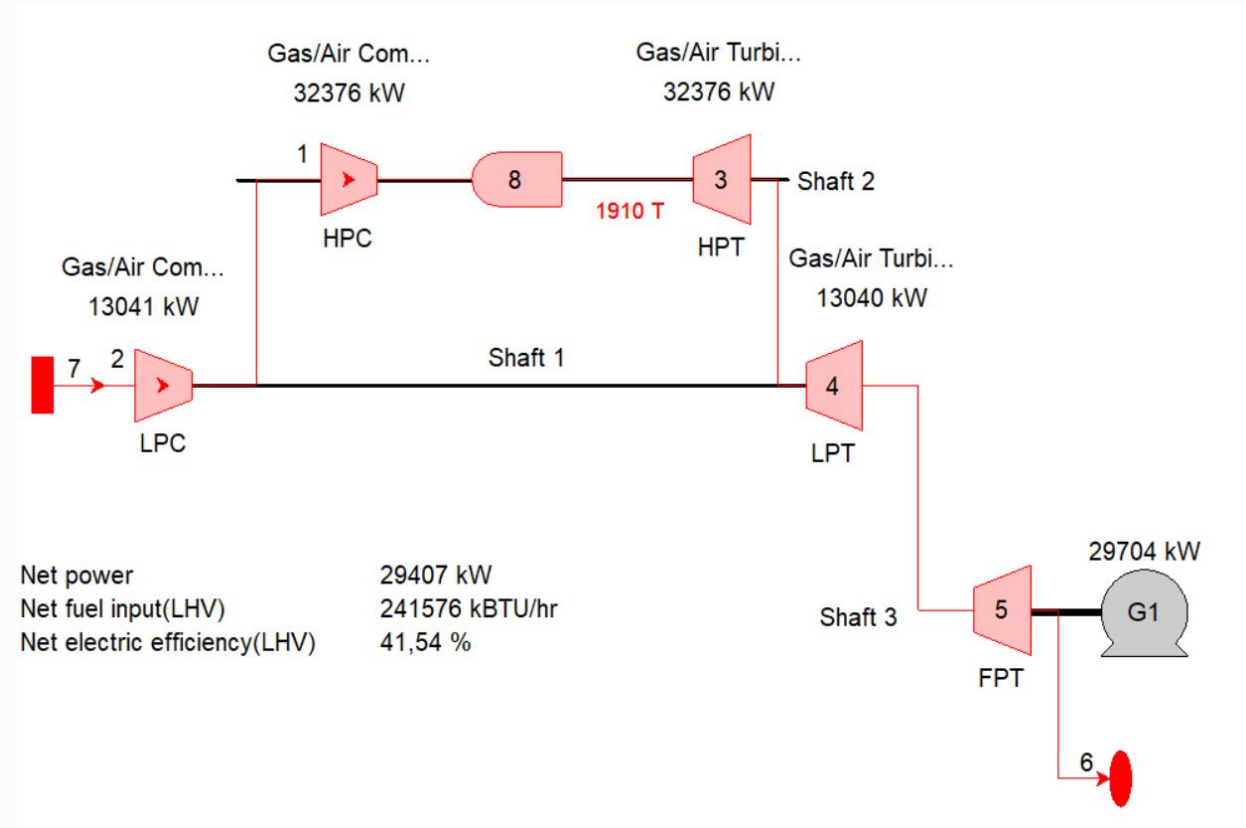 Gas/Air Com...
32376 kW
Gas/Air Turbi...
32376 kW
1
8
3
Shaft 2
1910 T
HPC
HPT
Gas/Air Com...
13041 kW
Gas/Air Turbi...
13040 kW
7
2
Shaft 1
4
LPC
LPT
Net power 29407 kW
Net fuel input(LHV) 241576 kBTU/hr
Net electric efficiency(LHV) 41,54 %
29704 kW
Shaft 3
5
G1
FPT
6